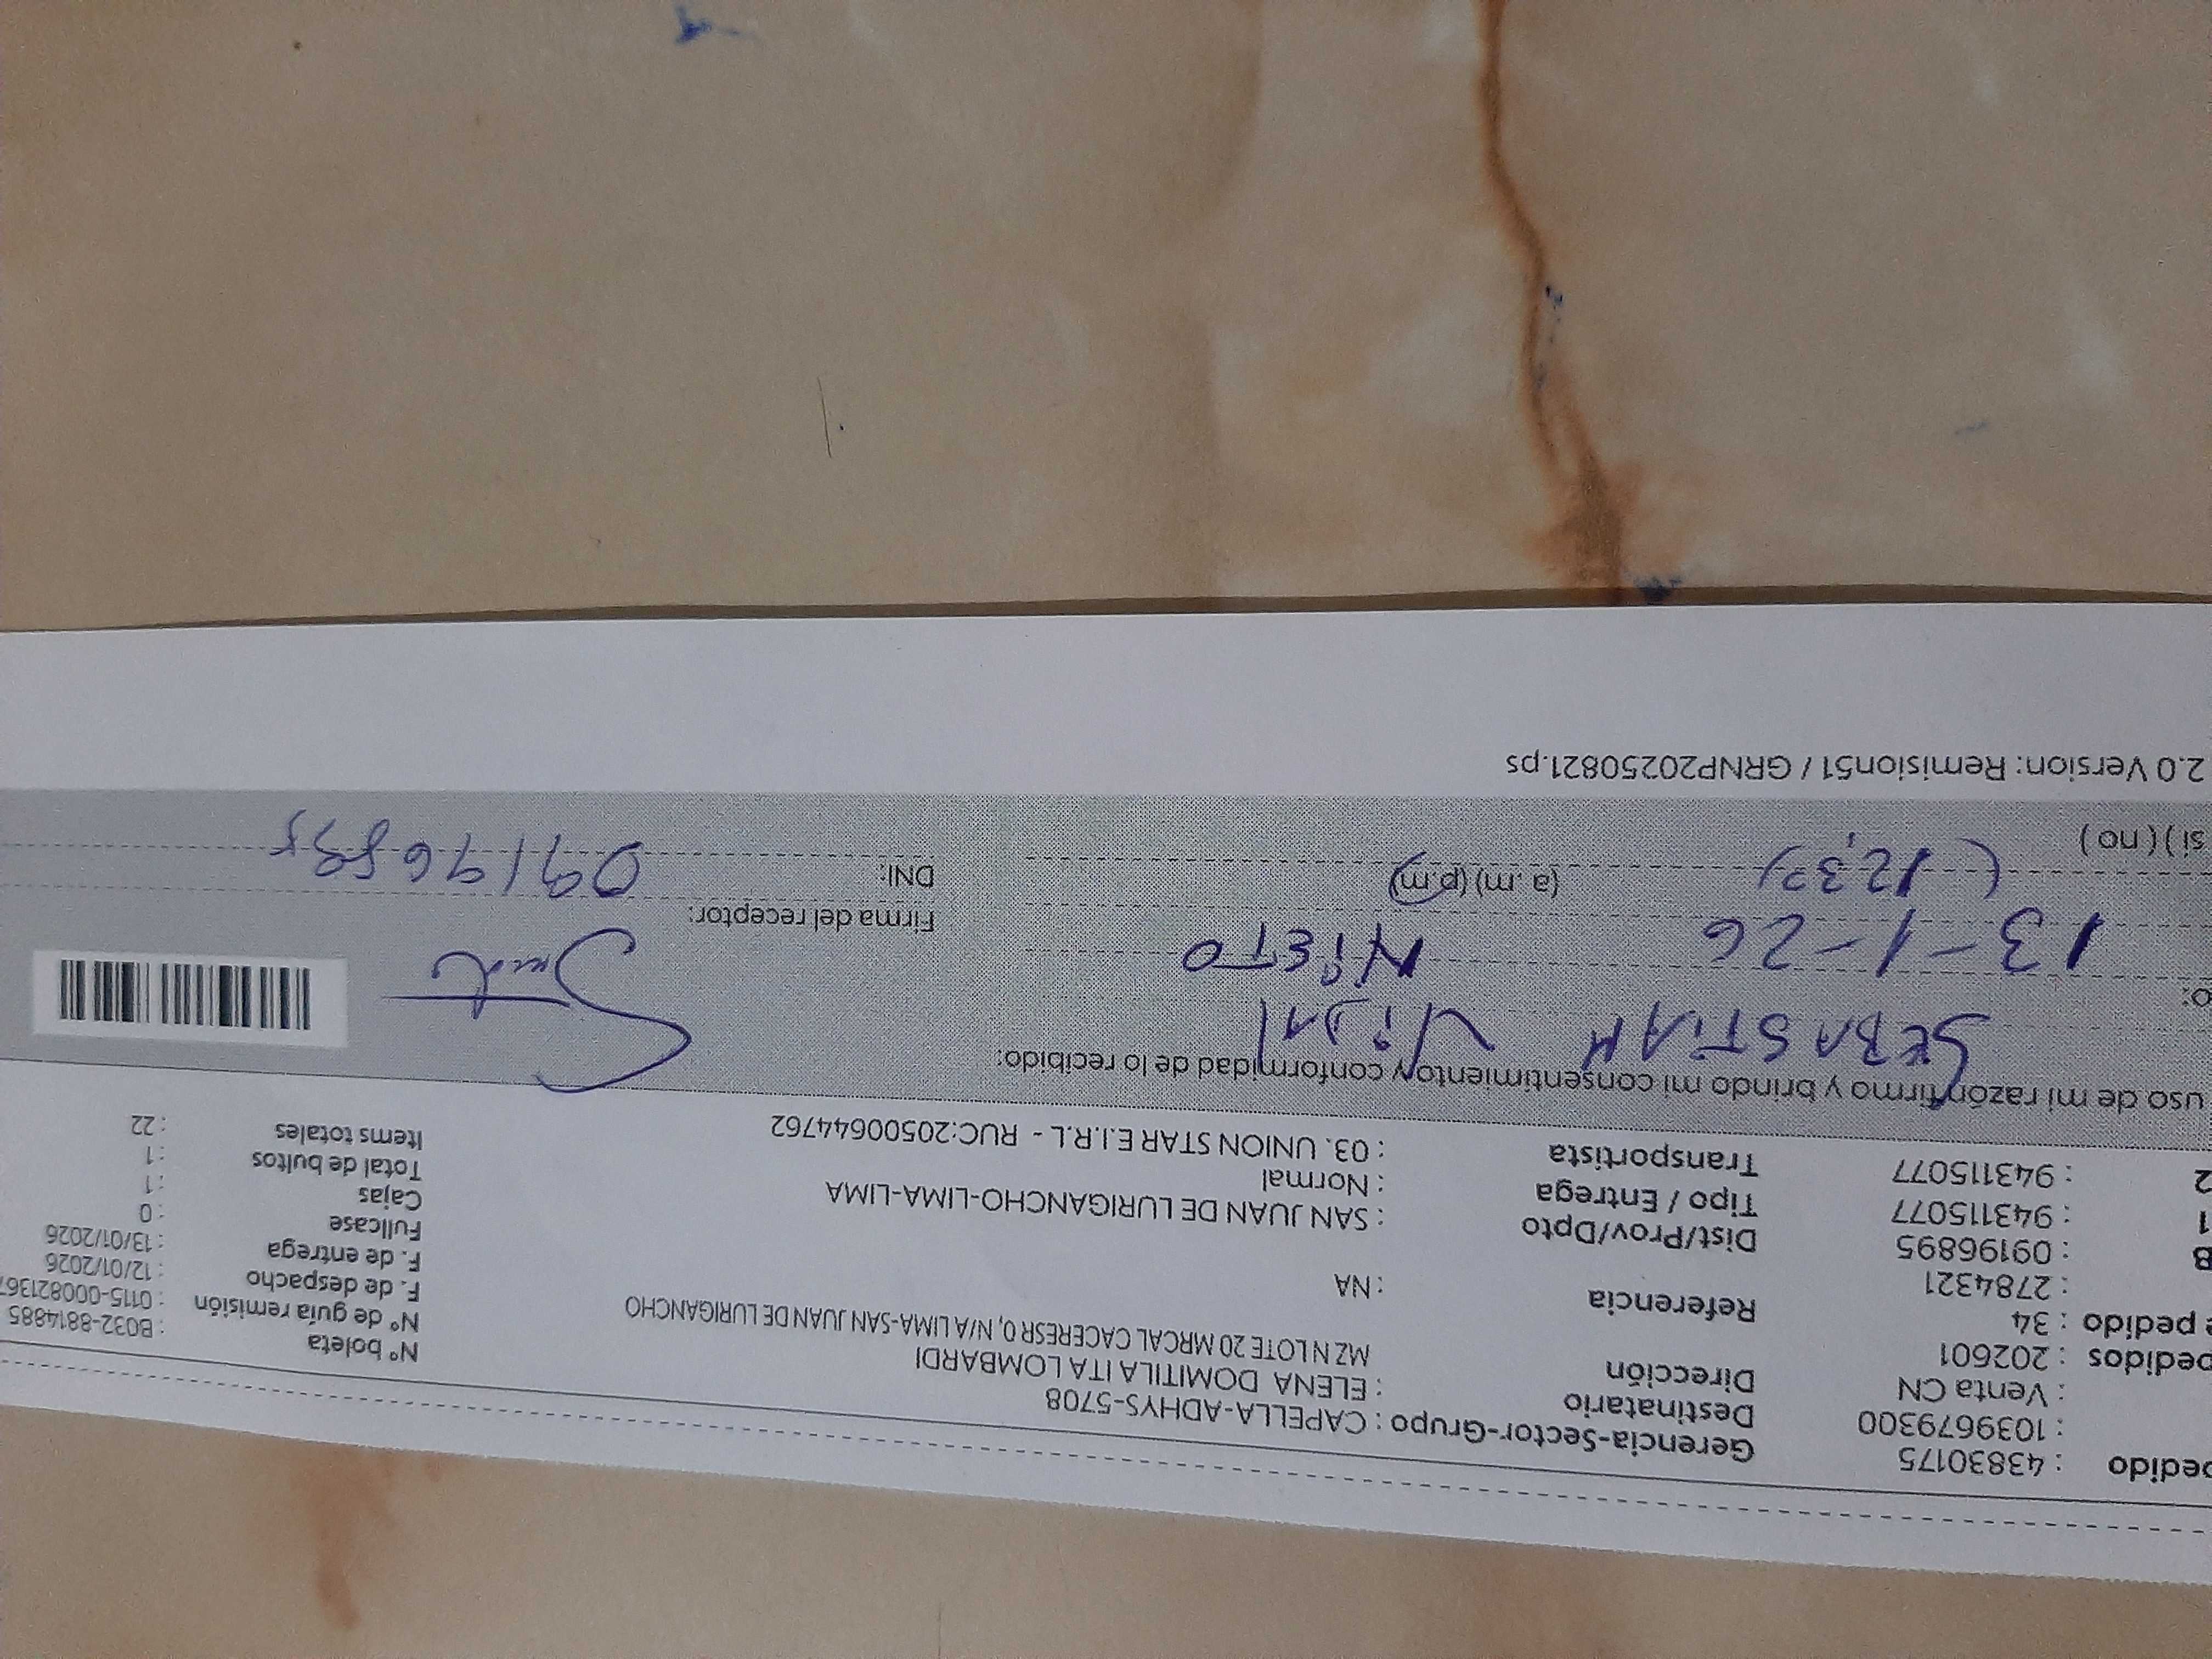 pedido : 43830175 Gerencia-Sector-Grupo : CAPELLA-ADHYS-5708
: 1039679300 Destinatario : ELENA DOMITILA ITA LOMBARDI
: Venta CN Dirección MZ N LOTE 20 MRCAL CACERESR 0, N/A LIMA-SAN JUAN DE LURIGANCHO
pedidos : 202601
e pedido : 34 Referencia : NA
: 2784321
B : 09196895 Dist/Prov/Dpto : SAN JUAN DE LURIGANCHO-LIMA-LIMA
1 : 943115077 Tipo / Entrega : Normal
2 : 943115077 Transportista : 03. UNION STAR E.I.R.L - RUC:20500644762
N° boleta : B032-8814885
N° de guía remisión : 0115-00082136
F. de despacho : 12/01/2026
F. de entrega : 13/01/2026
Fullcase : 0
Cajas : 1
Total de bultos : 1
Items totales : 22
uso de mi razón firmo y brindo mi consentimiento y conformidad de lo recibido:
SEBASTIAN VIDAL
o:
13-1-26 NIETO
Firma del receptor:
(12,30) (a.m) (p.m) DNI: 09196895
si ) ( no )
2.0 Version: Remision51 / GRNP20250821.ps